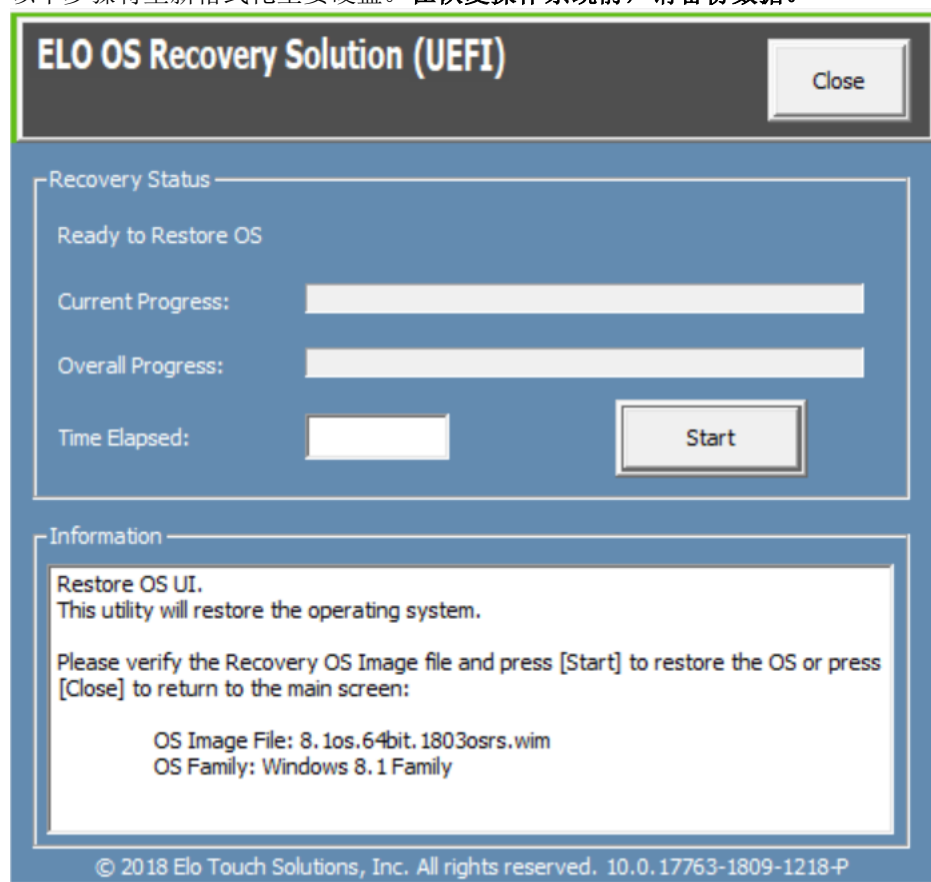 ELO OS Recovery Solution (UEFI)
Close
Recovery Status
Ready to Restore OS
Current Progress:
Overall Progress:
Time Elapsed:
Start
Information
Restore OS UI.
This utility will restore the operating system.
Please verify the Recovery OS Image file and press [Start] to restore the OS or press
[Close] to return to the main screen:
OS Image File: 8.1os.64bit.1803osrs.wim
OS Family: Windows 8.1 Family
© 2018 Elo Touch Solutions, Inc. All rights reserved. 10.0.17763-1809-1218-P